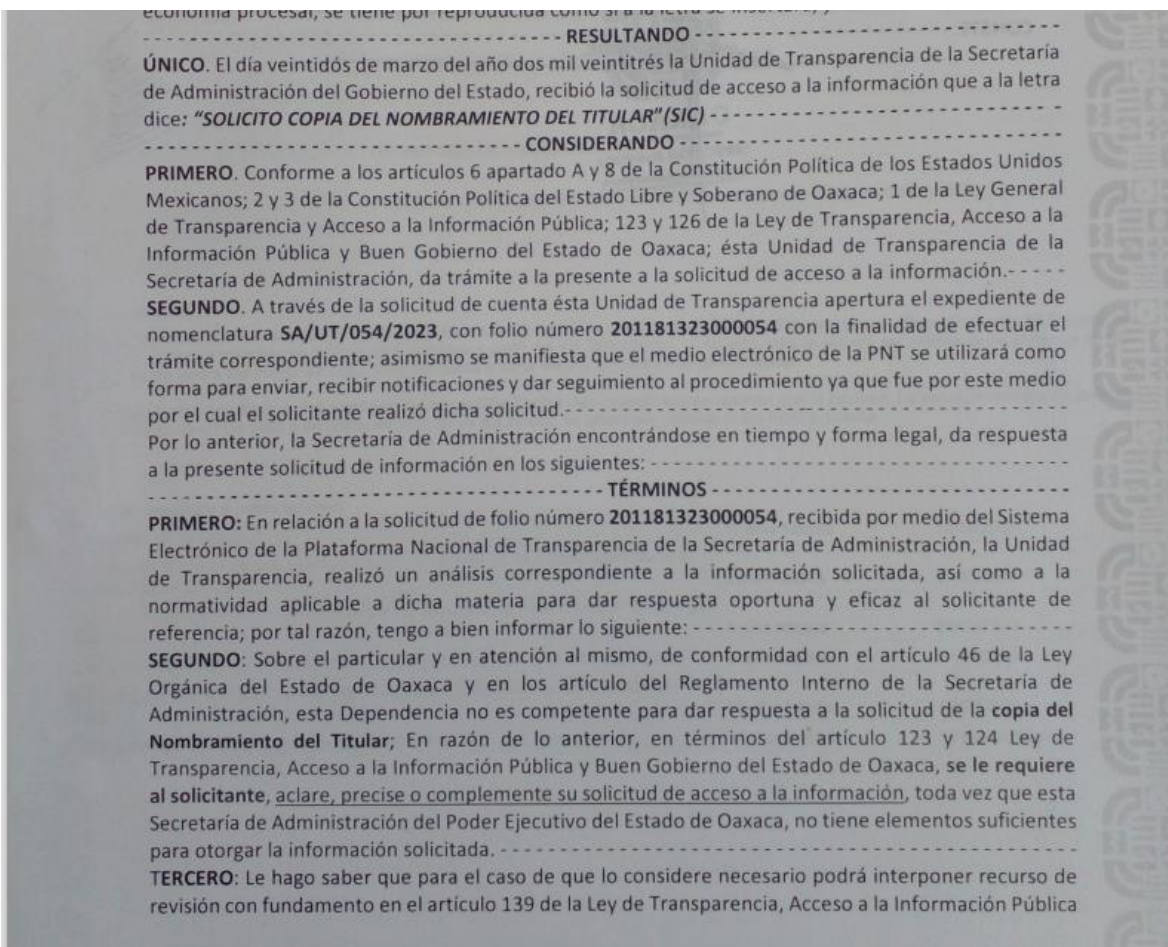 economía procesal, se tiene por reproducida como si a la letra se
- - - - - - - - - - - - - - - - - - - - - - - - - - - - - - - - - RESULTANDO - - - - - - - - - - - - - - - - - - - - - - - - - - - - -
ÚNICO. El día veintidós de marzo del año dos mil veintitrés la Unidad de Transparencia de la Secretaría
de Administración del Gobierno del Estado, recibió la solicitud de acceso a la información que a la letra
dice: “SOLICITO COPIA DEL NOMBRAMIENTO DEL TITULAR”(SIC) - - - - - - - - - - - - - - - - - - - - - - - - - - - -
- - - - - - - - - - - - - - - - - - - - - - - - - - - - - - CONSIDERANDO - - - - - - - - - - - - - - - - - - - - - - - - - - - - - -
PRIMERO. Conforme a los artículos 6 apartado A y 8 de la Constitución Política de los Estados Unidos
Mexicanos; 2 y 3 de la Constitución Política del Estado Libre y Soberano de Oaxaca; 1 de la Ley General
de Transparencia y Acceso a la Información Pública; 123 y 126 de la Ley de Transparencia, Acceso a la
Información Pública y Buen Gobierno del Estado de Oaxaca; ésta Unidad de Transparencia de la
Secretaría de Administración, da trámite a la presente a la solicitud de acceso a la información.- - - - -
SEGUNDO. A través de la solicitud de cuenta ésta Unidad de Transparencia apertura el expediente de
nomenclatura SA/UT/054/2023, con folio número 201181323000054 con la finalidad de efectuar el
trámite correspondiente; asimismo se manifiesta que el medio electrónico de la PNT se utilizará como
forma para enviar, recibir notificaciones y dar seguimiento al procedimiento ya que fue por este medio
por el cual el solicitante realizó dicha solicitud.- - - - - - - - - - - - - - - - - - - - - - - - - - - - - - - - - - - - - - -
Por lo anterior, la Secretaría de Administración encontrándose en tiempo y forma legal, da respuesta
a la presente solicitud de información en los siguientes: - - - - - - - - - - - - - - - - - - - - - - - - - - - - - - - -
- - - - - - - - - - - - - - - - - - - - - - - - - - - - - - - - - - - TÉRMINOS - - - - - - - - - - - - - - - - - - - - - - - - - - - -
PRIMERO: En relación a la solicitud de folio número 201181323000054, recibida por medio del Sistema
Electrónico de la Plataforma Nacional de Transparencia de la Secretaría de Administración, la Unidad
de Transparencia, realizó un análisis correspondiente a la información solicitada, así como a la
normatividad aplicable a dicha materia para dar respuesta oportuna y eficaz al solicitante de
referencia; por tal razón, tengo a bien informar lo siguiente: - - - - - - - - - - - - - - - - - - - - - - - - - - - - -
SEGUNDO: Sobre el particular y en atención al mismo, de conformidad con el artículo 46 de la Ley
Orgánica del Estado de Oaxaca y en los artículo del Reglamento Interno de la Secretaría de
Administración, esta Dependencia no es competente para dar respuesta a la solicitud de la copia del
Nombramiento del Titular; En razón de lo anterior, en términos del artículo 123 y 124 Ley de
Transparencia, Acceso a la Información Pública y Buen Gobierno del Estado de Oaxaca, se le requiere
al solicitante, aclare, precise o complemente su solicitud de acceso a la información, toda vez que esta
Secretaría de Administración del Poder Ejecutivo del Estado de Oaxaca, no tiene elementos suficientes
para otorgar la información solicitada. - - - - - - - - - - - - - - - - - - - - - - - - - - - - - - - - - - - - - - - - - - - -
TERCERO: Le hago saber que para el caso de que lo considere necesario podrá interponer recurso de
revisión con fundamento en el artículo 139 de la Ley de Transparencia, Acceso a la Información Pública